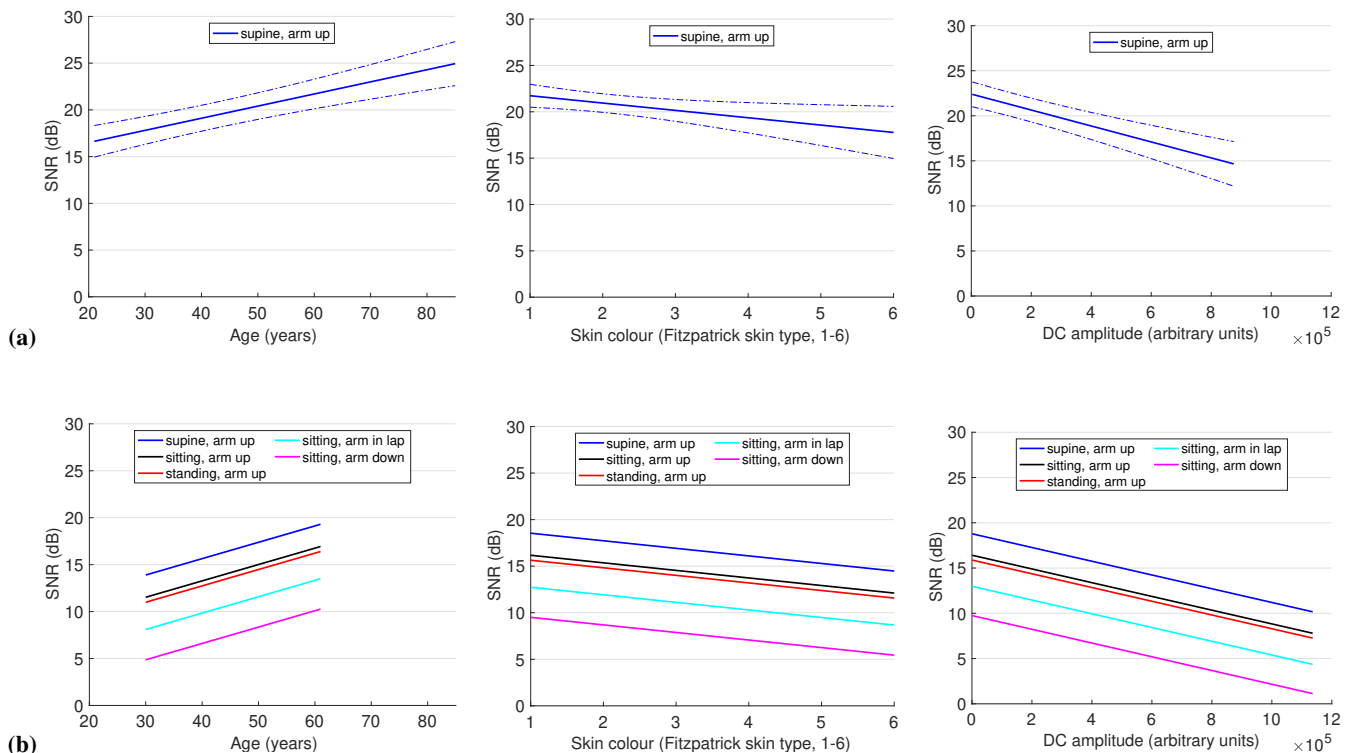 supine, arm up
30
25
20
15
10
5
0
SNR (dB)
20 30 40 50 60 70 80
Age (years)
supine, arm up
30
25
20
15
10
5
0
SNR (dB)
1 2 3 4 5 6
Skin colour (Fitzpatrick skin type, 1-6)
supine, arm up
30
25
20
15
10
5
0
SNR (dB)
0 2 4 6 8 10 12
DC amplitude (arbitrary units) ×10⁵
(a)
supine, arm up sitting, arm in lap
sitting, arm up sitting, arm down
standing, arm up
30
25
20
15
10
5
0
SNR (dB)
20 30 40 50 60 70 80
Age (years)
supine, arm up sitting, arm in lap
sitting, arm up sitting, arm down
standing, arm up
30
25
20
15
10
5
0
SNR (dB)
1 2 3 4 5 6
Skin colour (Fitzpatrick skin type, 1-6)
supine, arm up sitting, arm in lap
sitting, arm up sitting, arm down
standing, arm up
30
25
20
15
10
5
0
SNR (dB)
0 2 4 6 8 10 12
DC amplitude (arbitrary units) ×10⁵
(b)